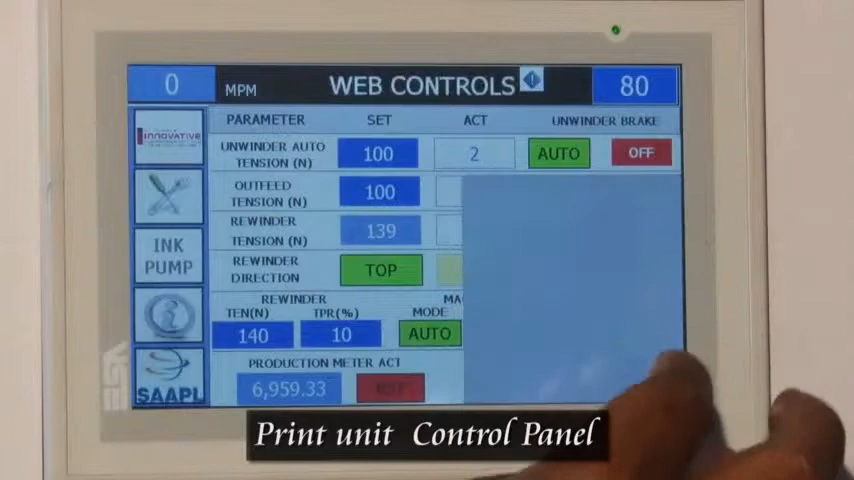 0 MPM WEB CONTROLS 80
PARAMETER SET ACT UNWINDER BRAKE
INNOVATIVE
UNWINDER AUTO
TENSION (N) 100 2 AUTO OFF
OUTFEED
TENSION (N) 100
REWINDER
TENSION (N) 139
INK
PUMP
REWINDER
DIRECTION TOP
REWINDER
TEN(N) TPR(%) MODE
140 10 AUTO
PRODUCTION METER ACT
SAAPL
6,959.33
Print unit Control Panel